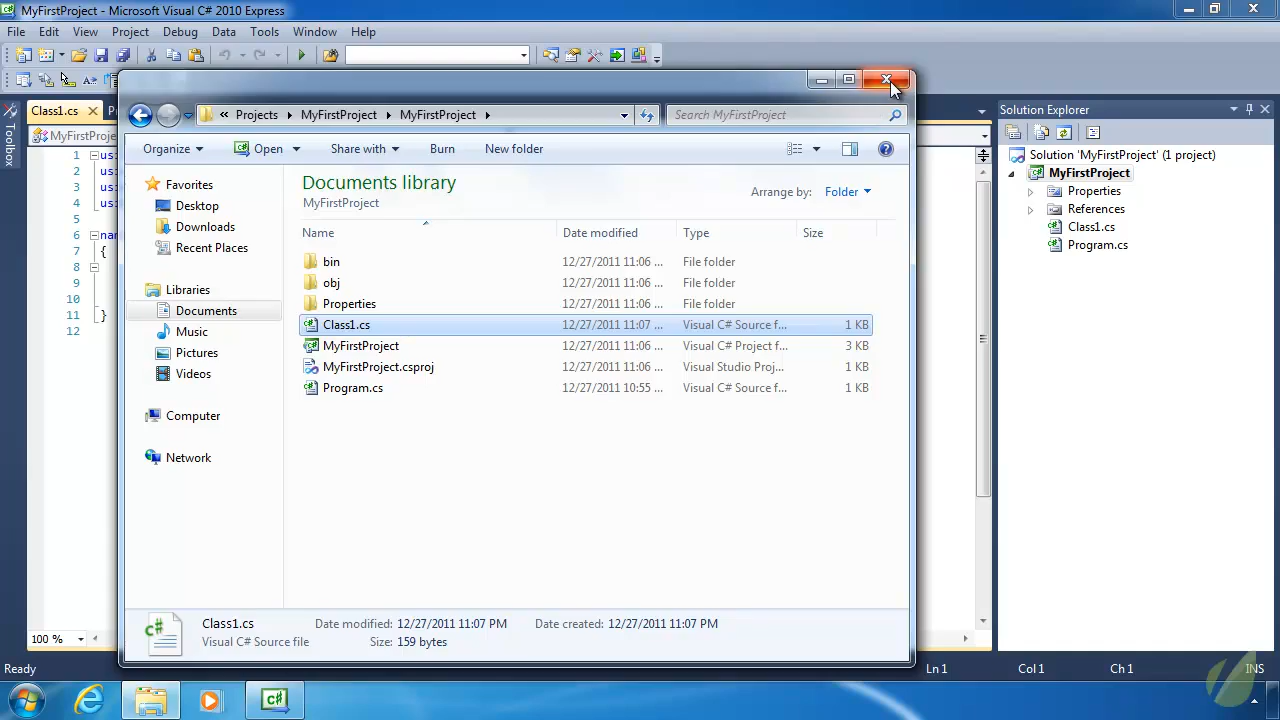 MyFirstProject - Microsoft Visual C# 2010 Express
File Edit View Project Debug Data Tools Window Help
Class1.cs
MyFirstProje
Toolbox
1 us
2 us
3 us
4 us
5
6 nam
7 {
8
9
10
11 }
12
100 %
Projects MyFirstProject MyFirstProject
Search MyFirstProject
Organize Open Share with Burn New folder
Favorites
Desktop
Downloads
Recent Places
Libraries
Documents
Music
Pictures
Videos
Computer
Network
Documents library
MyFirstProject
Arrange by: Folder
Name Date modified Type Size
bin 12/27/2011 11:06 ... File folder
obj 12/27/2011 11:06 ... File folder
Properties 12/27/2011 11:06 ... File folder
Class1.cs 12/27/2011 11:07 ... Visual C# Source f... 1 KB
MyFirstProject 12/27/2011 11:06 ... Visual C# Project f... 3 KB
MyFirstProject.csproj 12/27/2011 11:06 ... Visual Studio Proj... 1 KB
Program.cs 12/27/2011 10:55 ... Visual C# Source f... 1 KB
Class1.cs Date modified: 12/27/2011 11:07 PM Date created: 12/27/2011 11:07 PM
Visual C# Source file Size: 159 bytes
Solution Explorer
Solution 'MyFirstProject' (1 project)
MyFirstProject
Properties
References
Class1.cs
Program.cs
Ready Ln 1 Col 1 Ch 1 INS